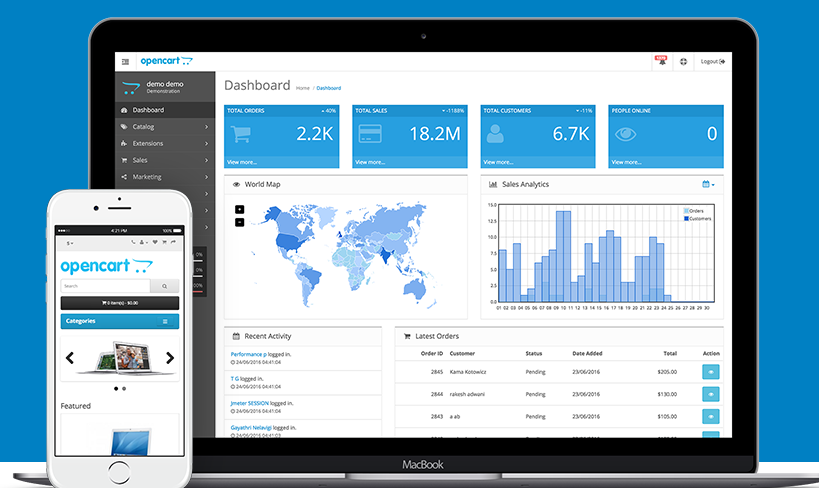 opencart
NEW
Logout
demo demo
Demonstration
Dashboard
Catalog
Extensions
Sales
Marketing
0%
0%
0%
Dashboard Home / Dashboard
TOTAL ORDERS 40%
2.2K
View more...
TOTAL SALES -1188%
18.2M
View more...
TOTAL CUSTOMERS -11%
6.7K
View more...
PEOPLE ONLINE
0
View more...
World Map
+
−
Sales Analytics
Orders
Customers
15.0
12.5
10.0
7.5
5.0
2.5
0.0
01 02 03 04 05 06 07 08 09 10 11 12 13 14 15 16 17 18 19 20 21 22 23 24 25 26 27 28 29 30
Recent Activity
Performance p logged in.
24/06/2016 04:41:04
T G logged in.
24/06/2016 04:41:04
Jmeter SESSION logged in.
24/06/2016 04:41:04
Gayathri Nelavigi logged in.
24/06/2016 04:41:03
Latest Orders
Order ID Customer Status Date Added Total Action
2845 Kama Kotowicz Pending 23/06/2016 $205.00
2844 rakesh adwani Pending 23/06/2016 $130.00
2843 a ab Pending 23/06/2016 $105.00
MacBook
4:21 PM 100%
$
opencart
Search
0 item(s) - $0.00
Categories
Featured